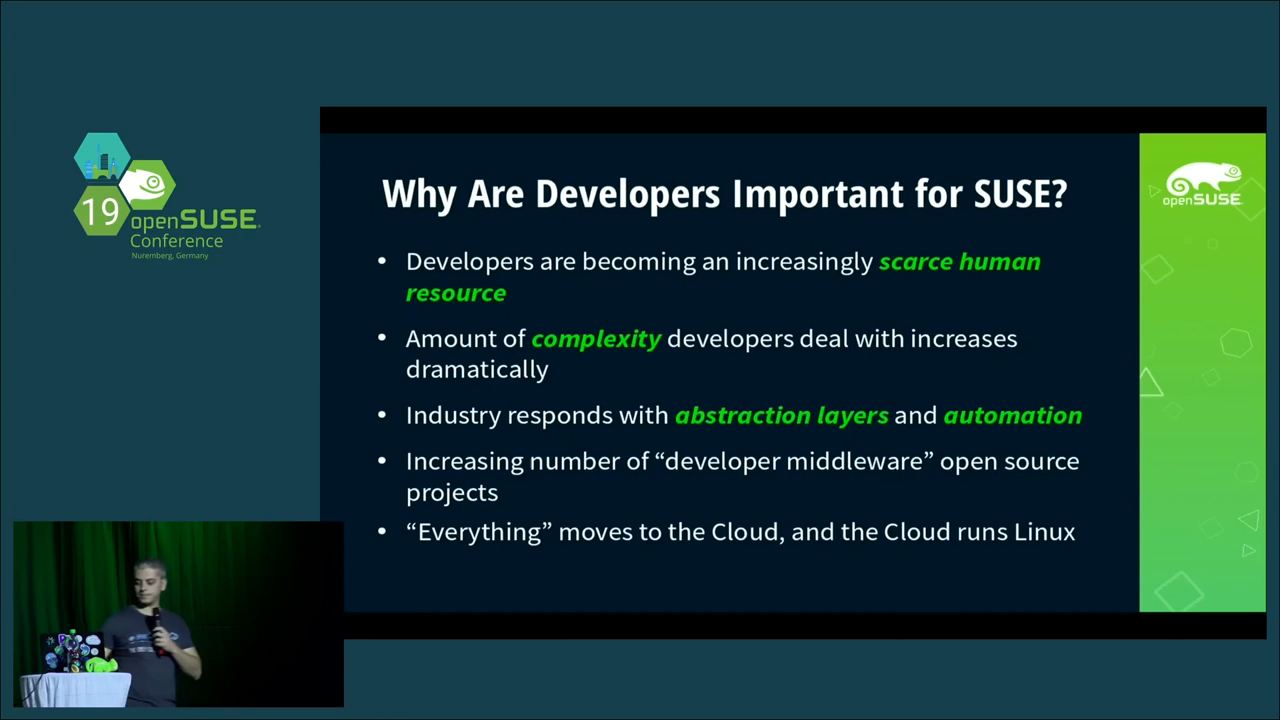 19
openSUSE
Conference
Nuremberg, Germany
Why Are Developers Important for SUSE?
openSUSE
• Developers are becoming an increasingly scarce human
resource
• Amount of complexity developers deal with increases
dramatically
• Industry responds with abstraction layers and automation
• Increasing number of “developer middleware” open source
projects
• “Everything” moves to the Cloud, and the Cloud runs Linux